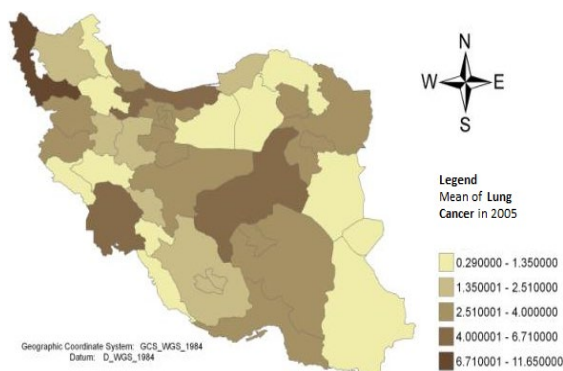 N
W
E
S
Legend
Mean of Lung
Cancer in 2005
0.290000 - 1.350000
1.350001 - 2.510000
2.510001 - 4.000000
4.000001 - 6.710000
6.710001 - 11.650000
Geographic Coordinate System: GCS_WGS_1984
Datum: D_WGS_1984